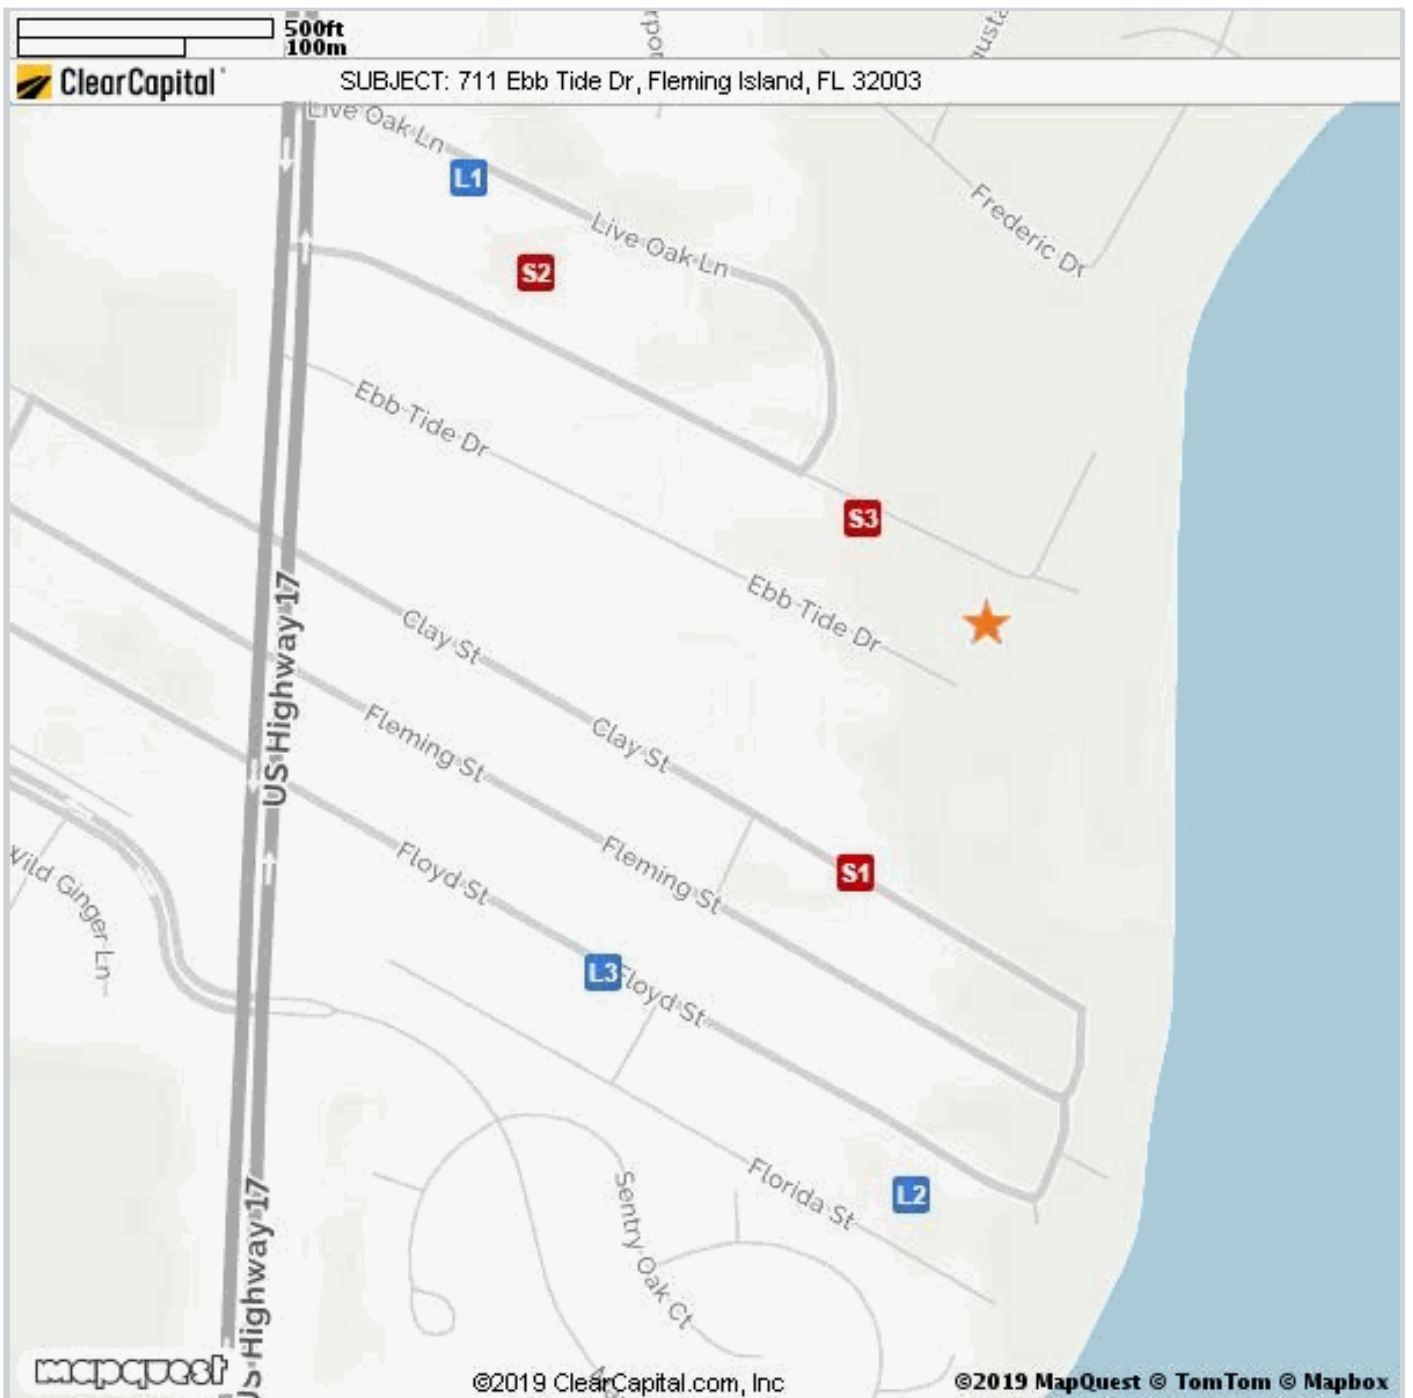 500ft
100m
ClearCapital
SUBJECT: 711 Ebb Tide Dr, Fleming Island, FL 32003
Live Oak Ln
L1
Live Oak Ln
Frederic Dr
S2
Ebb Tide Dr
S3
Ebb Tide Dr
US Highway 17
Clay St
Clay St
Fleming St
Fleming St
Floyd St
S1
Wild Ginger Ln
L3
Floyd St
Florida St
L2
Sentry Oak Ct
US Highway 17
mapquest
©2019 ClearCapital.com, Inc
©2019 MapQuest © TomTom © Mapbox